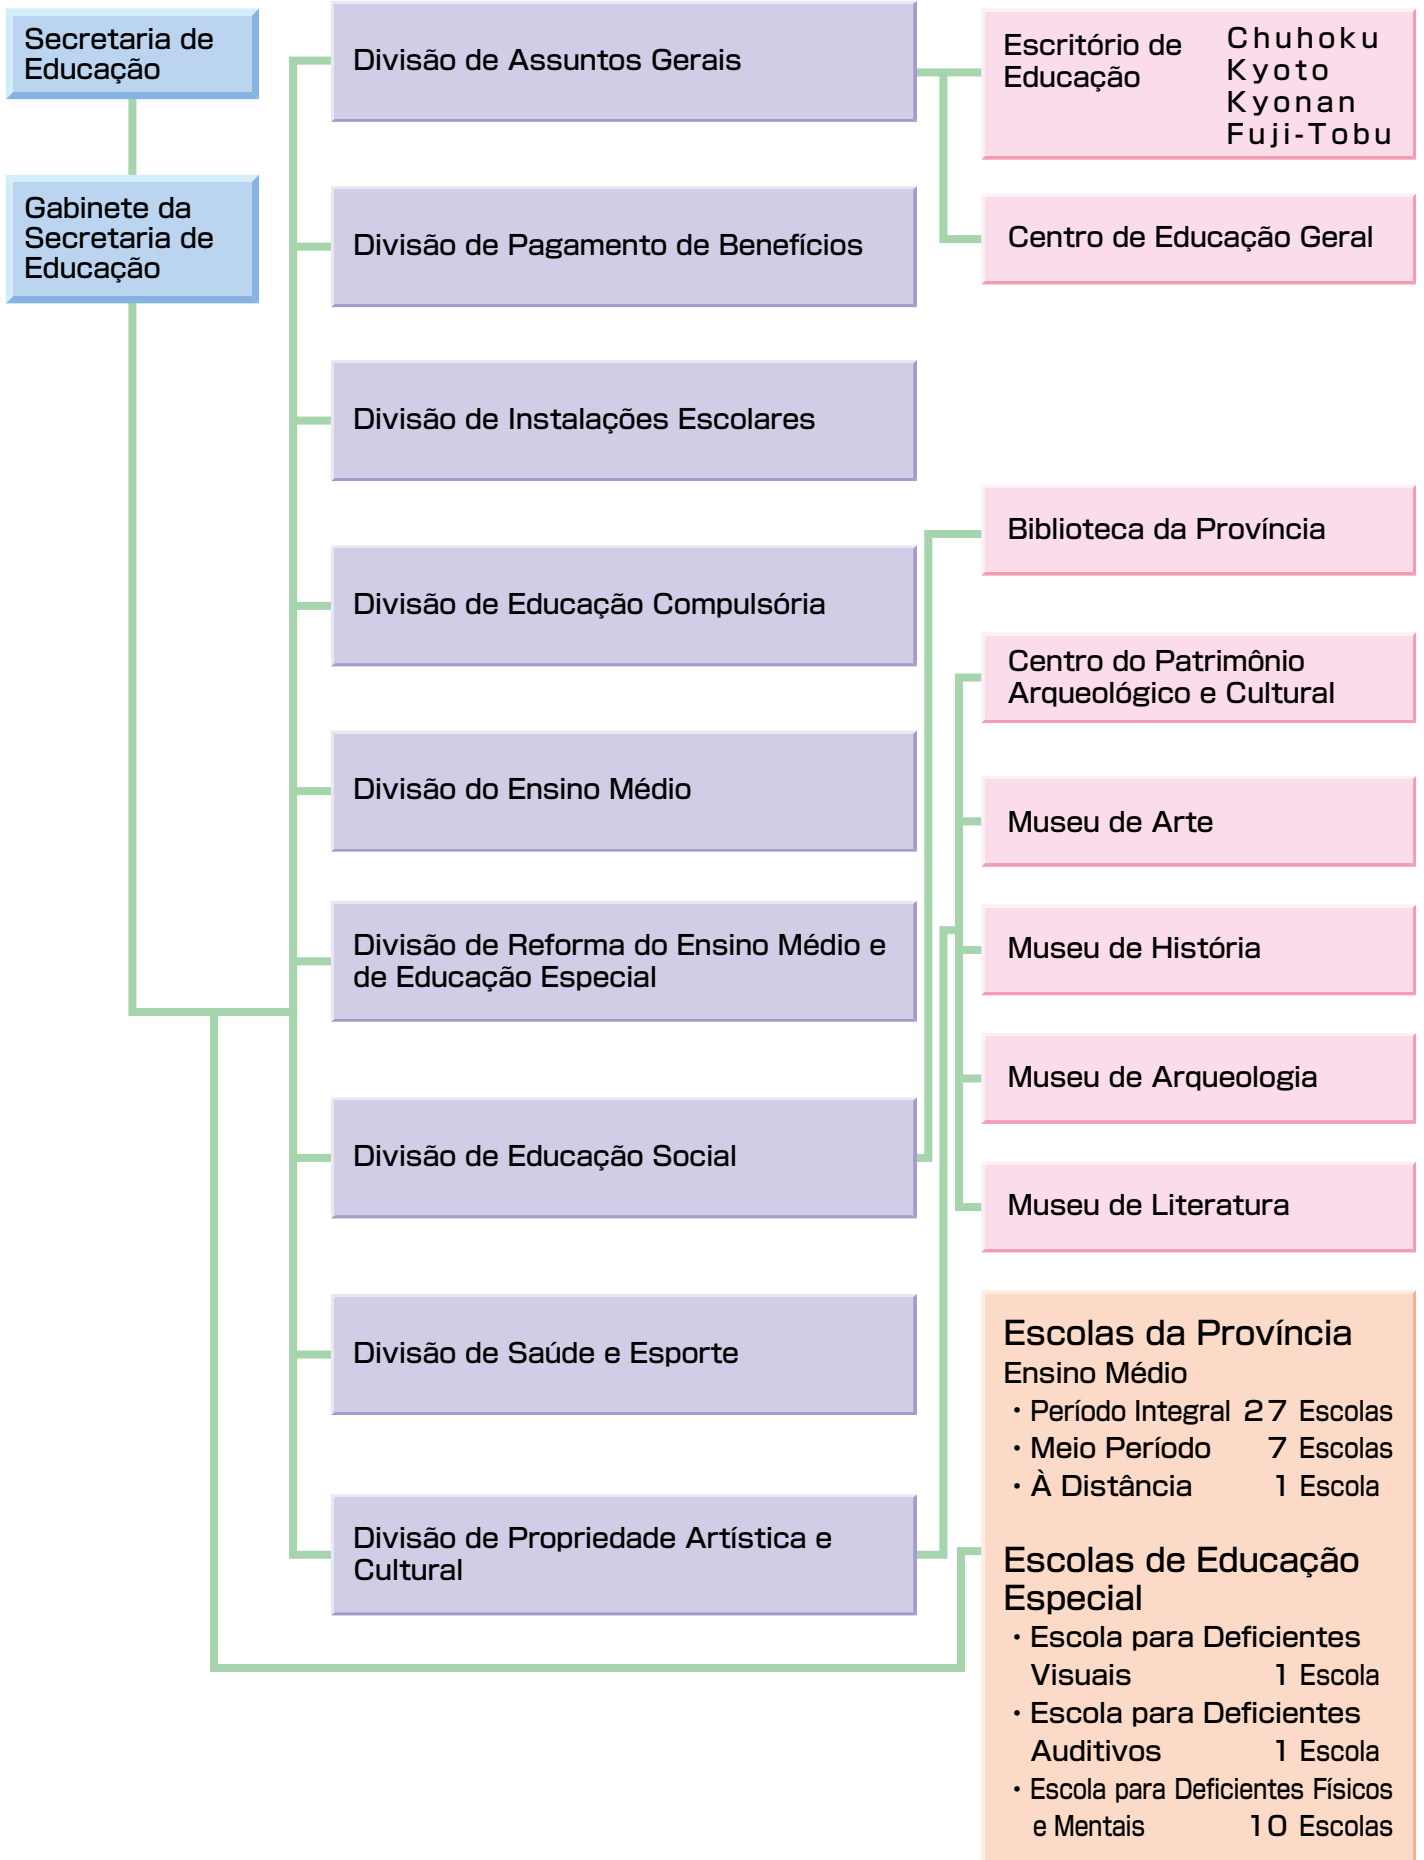 Secretaria de
Educação
Gabinete da
Secretaria de
Educação
Divisão de Assuntos Gerais
Divisão de Pagamento de Benefícios
Divisão de Instalações Escolares
Divisão de Educação Compulsória
Divisão do Ensino Médio
Divisão de Reforma do Ensino Médio e
de Educação Especial
Divisão de Educação Social
Divisão de Saúde e Esporte
Divisão de Propriedade Artística e
Cultural
Escritório de
Educação
Chuhoku
Kyoto
Kyonan
Fuji-Tobu
Centro de Educação Geral
Biblioteca da Província
Centro do Patrimônio
Arqueológico e Cultural
Museu de Arte
Museu de História
Museu de Arqueologia
Museu de Literatura
Escolas da Província
Ensino Médio
・Período Integral 27 Escolas
・Meio Período 7 Escolas
・À Distância 1 Escola
Escolas de Educação
Especial
・Escola para Deficientes
Visuais 1 Escola
・Escola para Deficientes
Auditivos 1 Escola
・Escola para Deficientes Físicos
e Mentais 10 Escolas